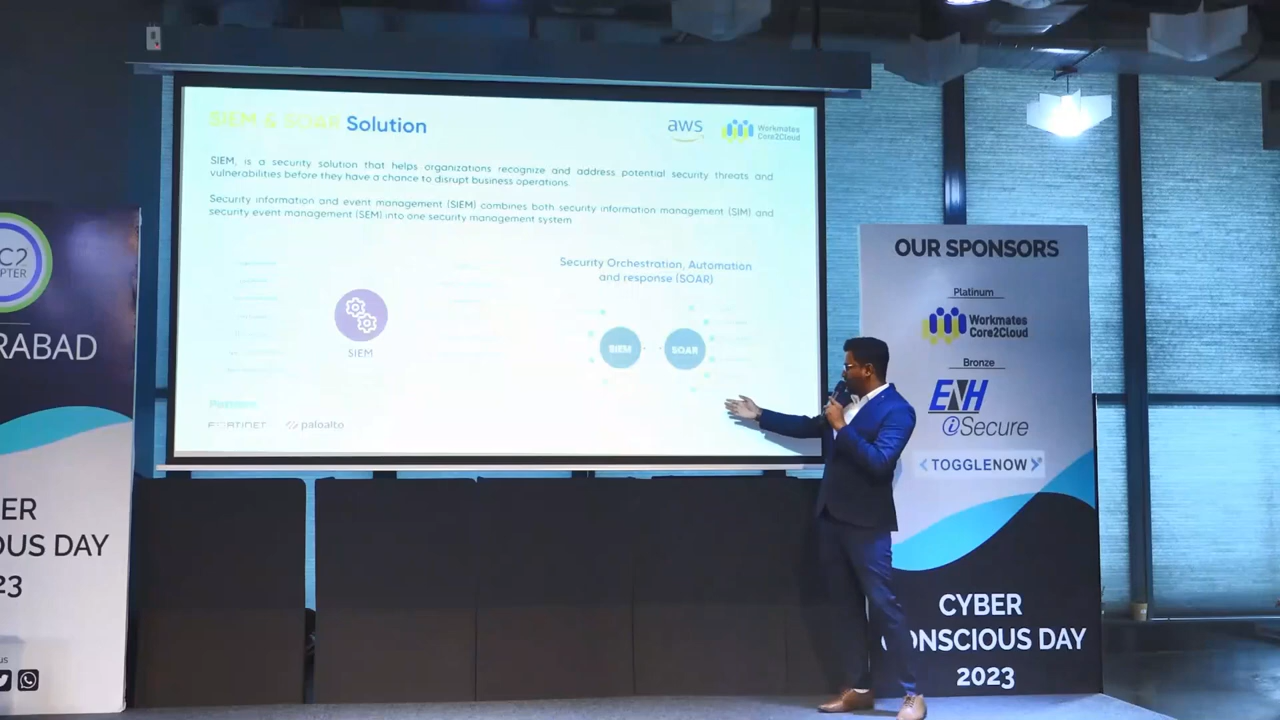 SIEM & SOAR Solution
aws
Workmates
Core2Cloud
SIEM, is a security solution that helps organizations recognize and address potential security threats and
vulnerabilities before they have a chance to disrupt business operations.
Security information and event management (SIEM) combines both security information management (SIM) and
security event management (SEM) into one security management system
Security Orchestration, Automation
and response (SOAR)
SIEM
SIEM
SOAR
Partners
FORTINET
paloalto
C2
PTER
RABAD
ER
OUS DAY
23
us
OUR SPONSORS
Platinum
Workmates
Core2Cloud
Bronze
ENH
iSecure
TOGGLENOW
CYBER
ONSCIOUS DAY
2023